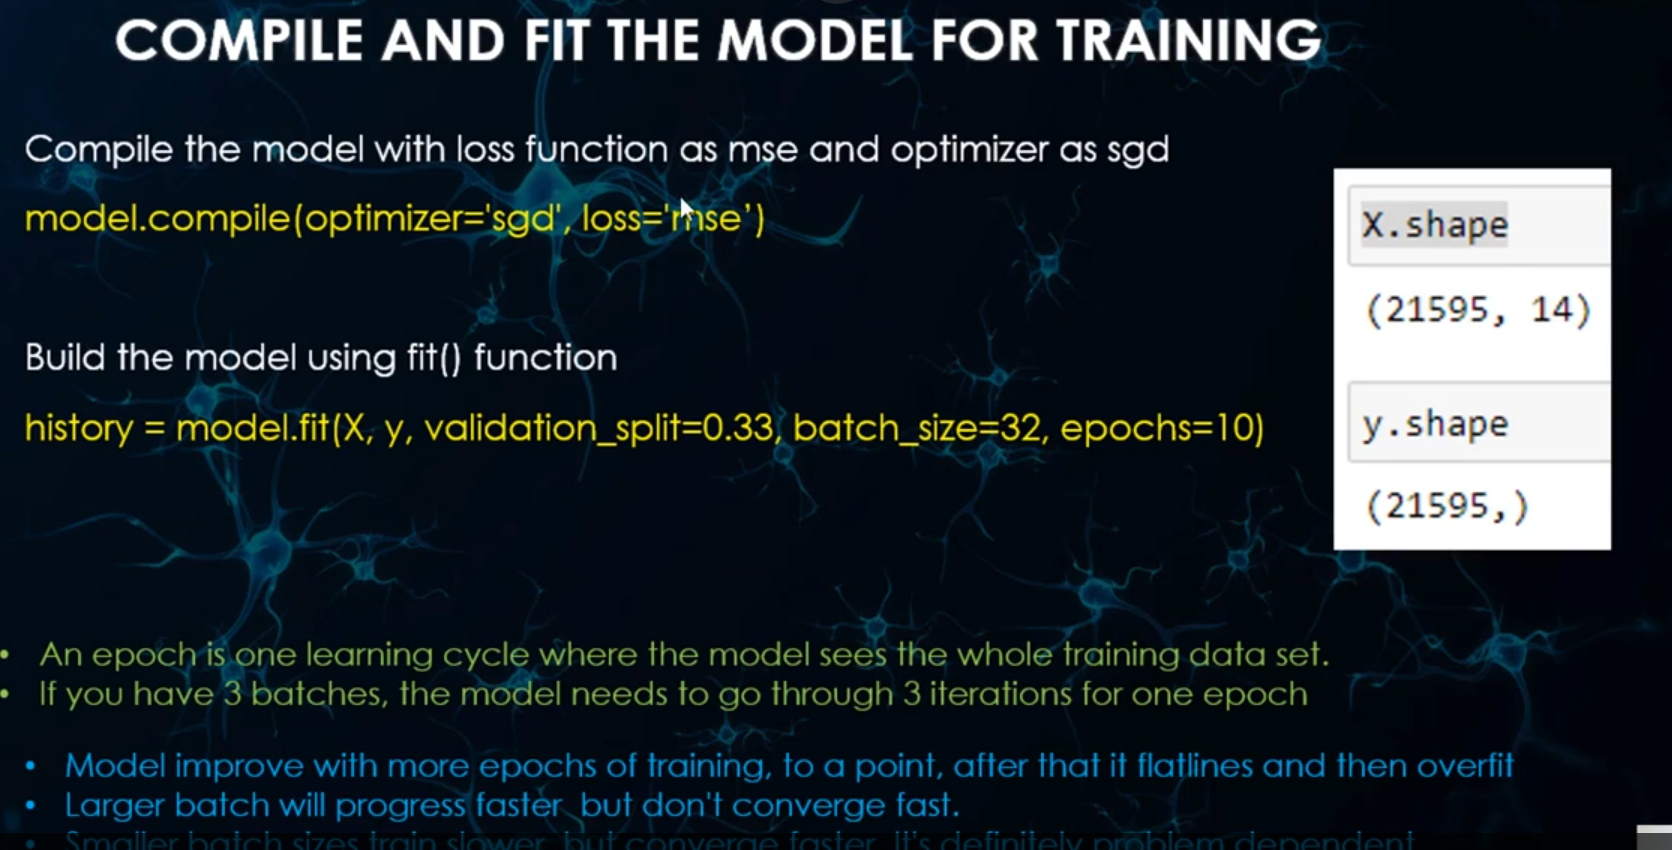 COMPILE AND FIT THE MODEL FOR TRAINING
Compile the model with loss function as mse and optimizer as sgd
model.compile(optimizer='sgd', loss='mse’)
Build the model using fit() function
history = model.fit(X, y, validation_split=0.33, batch_size=32, epochs=10)
X.shape
(21595, 14)
y.shape
(21595,)
• An epoch is one learning cycle where the model sees the whole training data set.
• If you have 3 batches, the model needs to go through 3 iterations for one epoch
• Model improve with more epochs of training, to a point, after that it flatlines and then overfit
• Larger batch will progress faster but don't converge fast.
• Smaller batch sizes train slower, but converge faster. It's definitely problem dependent